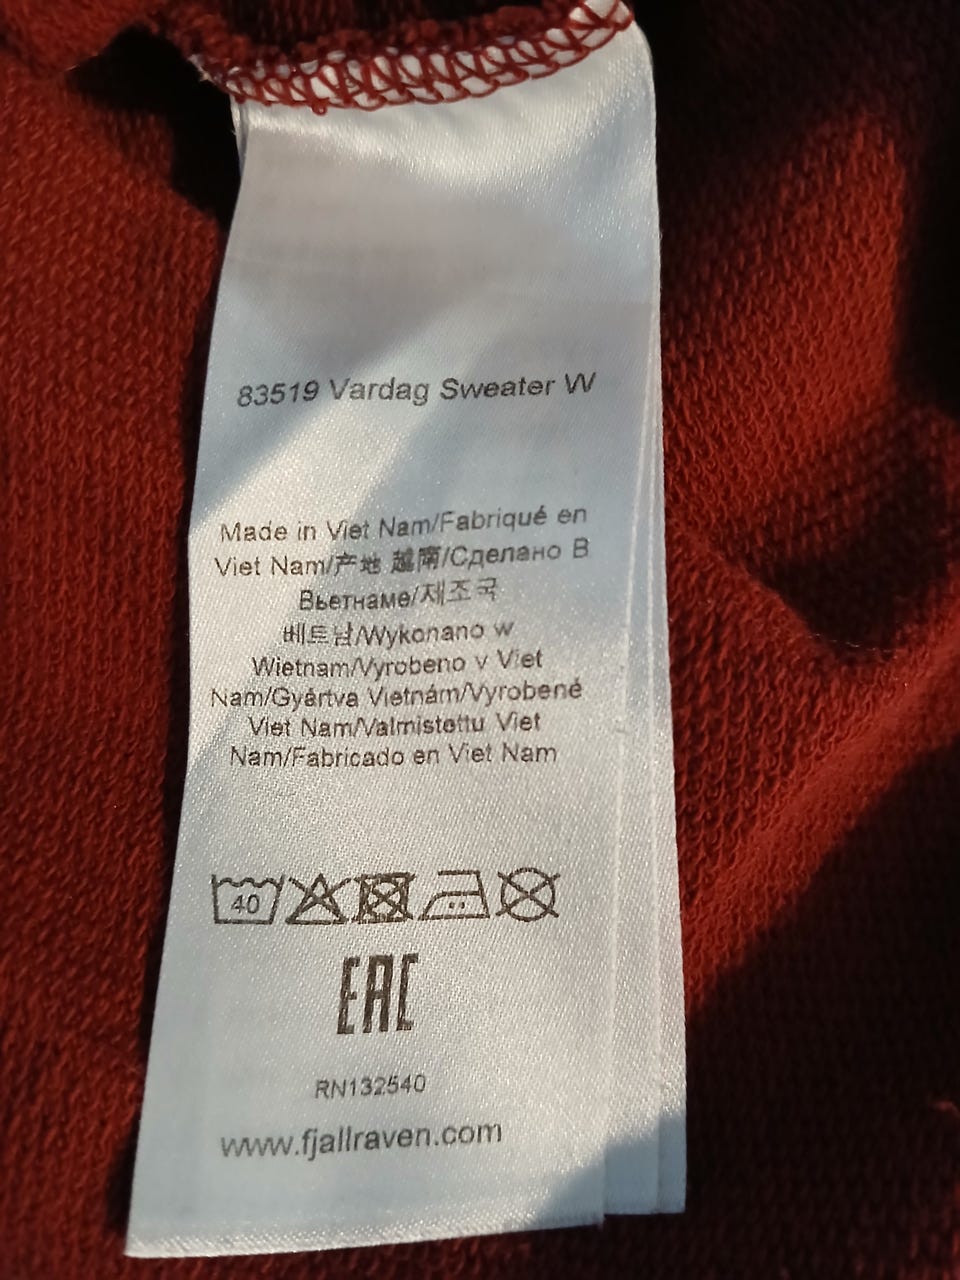 83519 Vardag Sweater W
Made in Viet Nam/Fabriqué en
Viet Nam/产地 越南/Сделано В
Вьетнаме/제조국
베트남/Wykonano w
Wietnam/Vyrobeno v Viet
Nam/Gyártva Vietnám/Vyrobené
Viet Nam/Valmistettu Viet
Nam/Fabricado en Viet Nam
40
EAC
RN132540
www.fjallraven.com